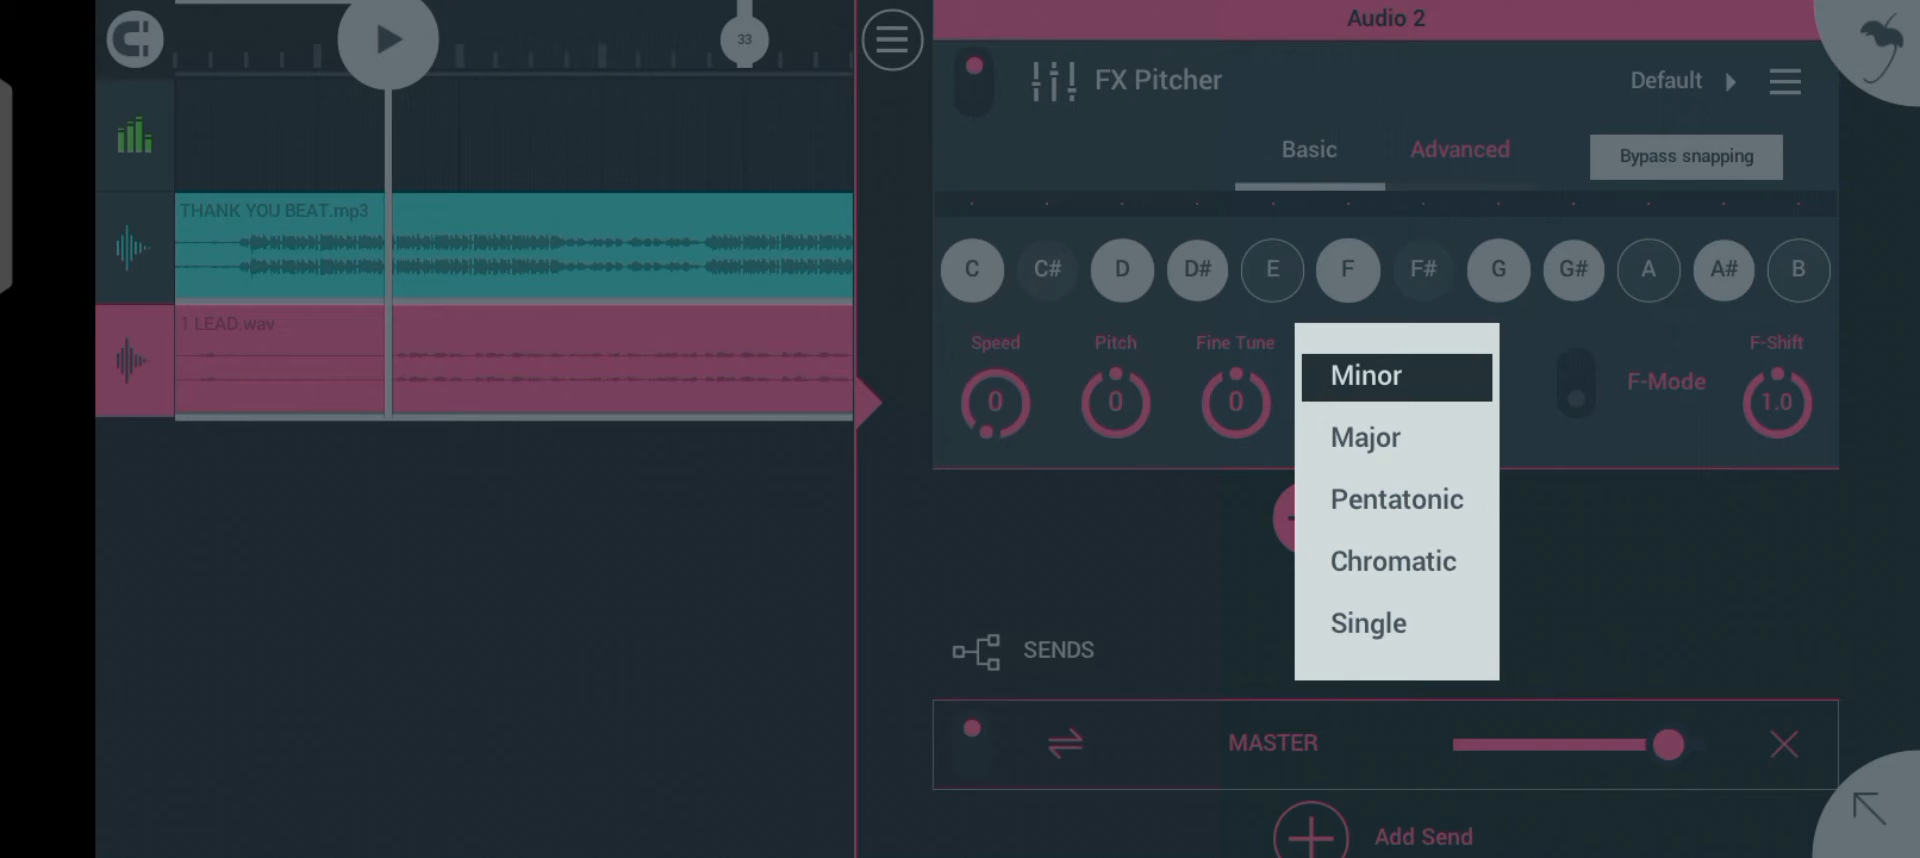 Audio 2
33
FX Pitcher
Default
Basic
Advanced
Bypass snapping
THANK YOU BEAT.mp3
C C# D D# E F F# G G# A A# B
1 LEAD.wav
Speed Pitch Fine Tune F-Shift
Minor
0 0 0 F-Mode 1.0
Major
Pentatonic
Chromatic
Single
SENDS
MASTER
Add Send